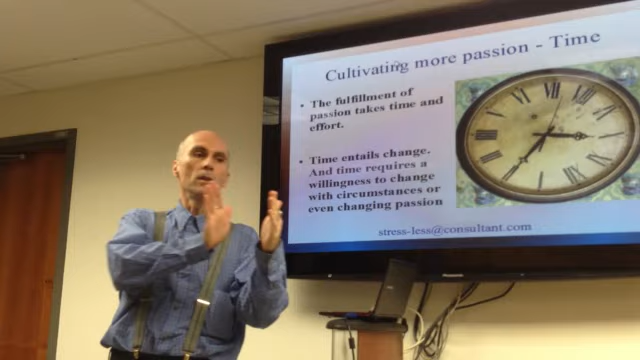 Cultivating more passion - Time
• The fulfillment of
passion takes time and
effort.
• Time entails change.
And time requires a
willingness to change
with circumstances or
even changing passion
stress-less@consultant.com
Panasonic